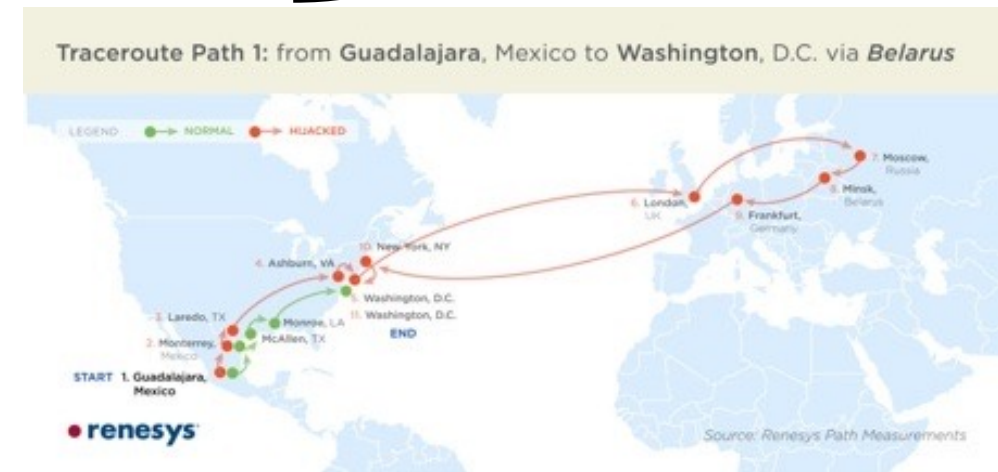 Traceroute Path 1: from Guadalajara, Mexico to Washington, D.C. via Belarus
LEGEND NORMAL HIJACKED
7. Moscow,
Russia
8. Minsk,
Belarus
6. London,
UK
9. Frankfurt,
Germany
10. New York, NY
4. Ashburn, VA
5. Washington, D.C.
11. Washington, D.C.
END
3. Laredo, TX
Monroe, LA
McAllen, TX
2. Monterrey,
Mexico
START 1. Guadalajara,
Mexico
renesys
Source: Renesys Path Measurements